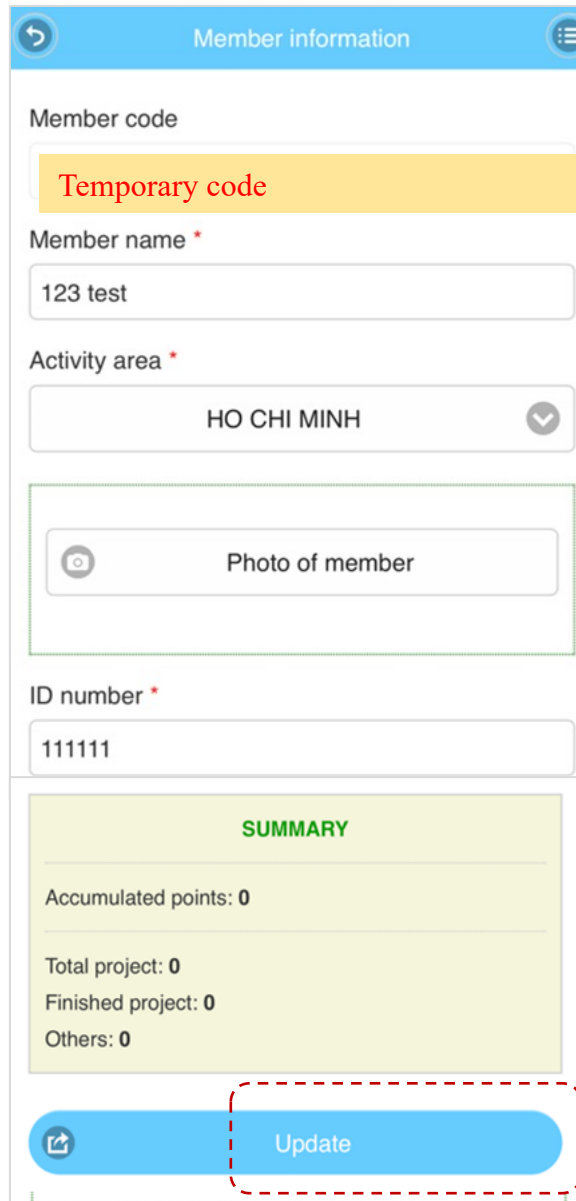 Member information
Member code
Temporary code
Member name *
123 test
Activity area *
HO CHI MINH
Photo of member
ID number *
111111
SUMMARY
Accumulated points: 0
Total project: 0
Finished project: 0
Others: 0
Update